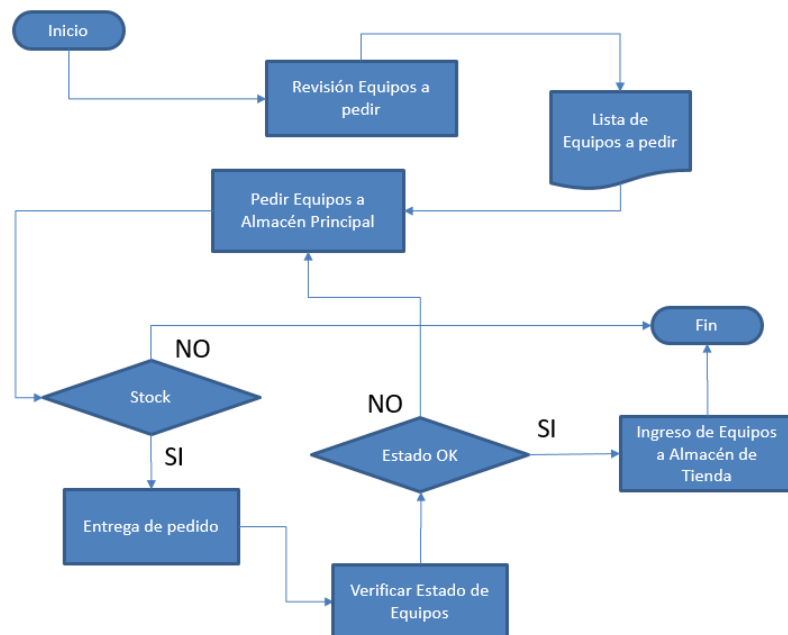 Inicio
Revisión Equipos a
pedir
Lista de
Equipos a pedir
Pedir Equipos a
Almacén Principal
Fin
NO
Stock
SI
NO
Estado OK
SI
Ingreso de Equipos
a Almacén de
Tienda
Entrega de pedido
Verificar Estado de
Equipos